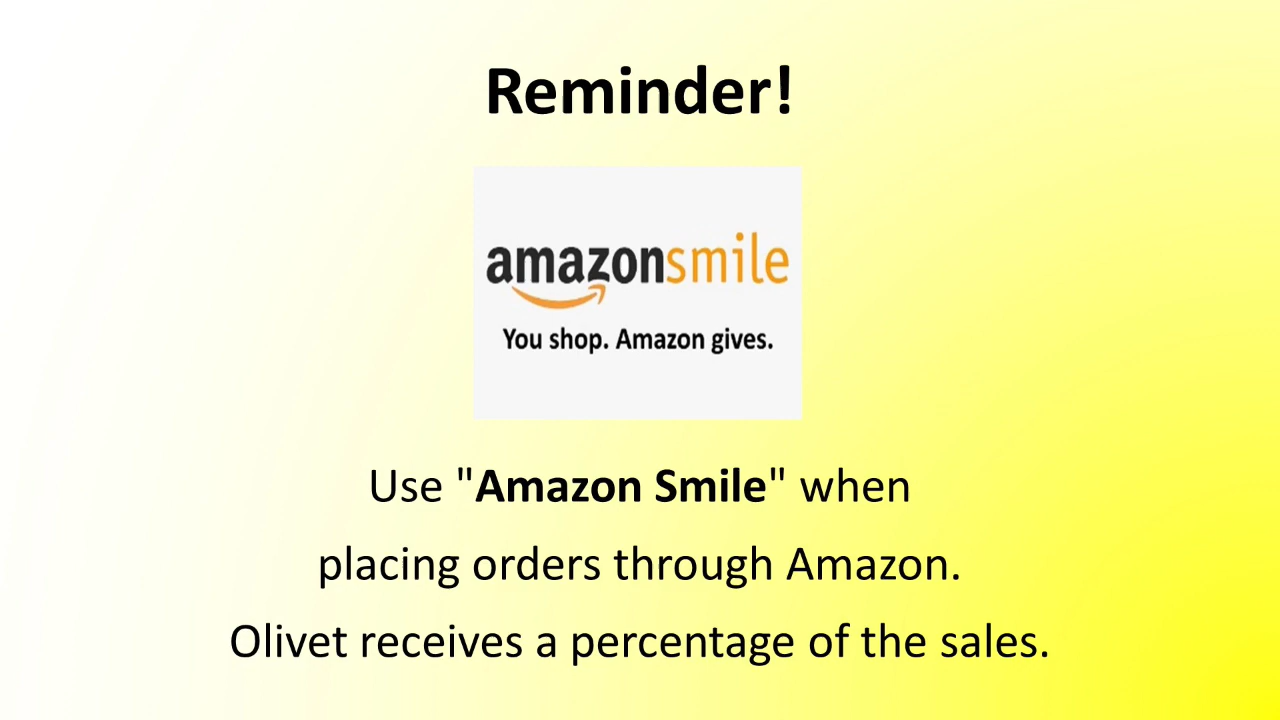 Reminder!
amazonsmile
You shop. Amazon gives.
Use "Amazon Smile" when
placing orders through Amazon.
Olivet receives a percentage of the sales.